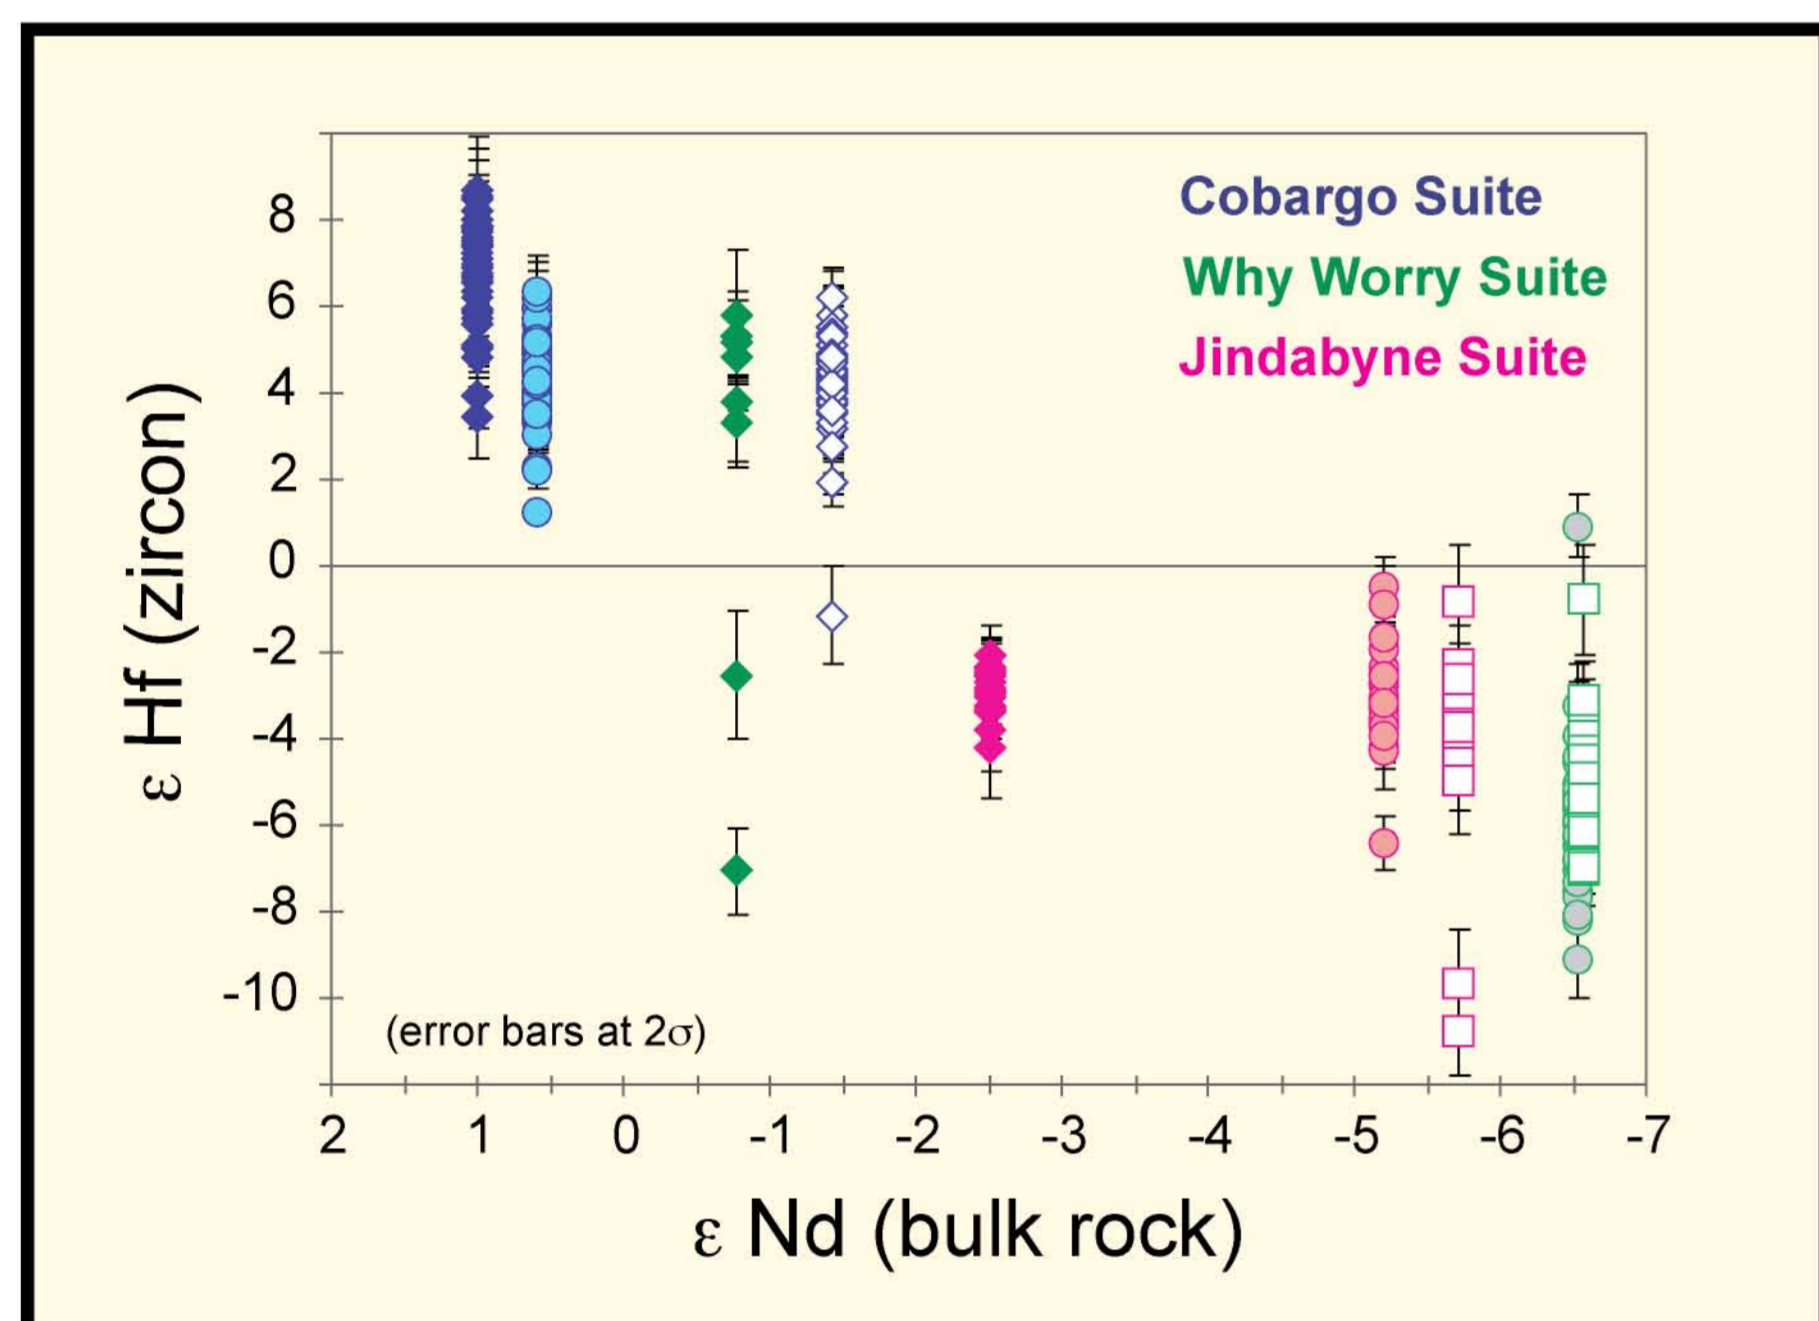 Cobargo Suite
Why Worry Suite
Jindabyne Suite
8
6
4
2
0
-2
-4
-6
-8
-10
ε Hf (zircon)
(error bars at 2σ)
2 1 0 -1 -2 -3 -4 -5 -6 -7
ε Nd (bulk rock)